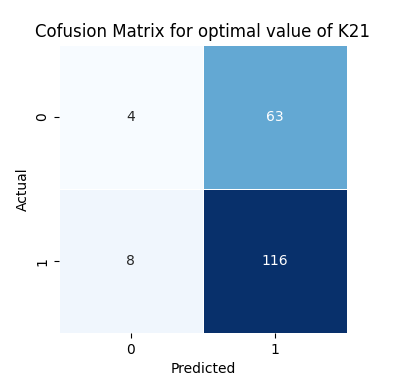 Cofusion Matrix for optimal value of K21
0
4
63
Actual
1
8
116
0
1
Predicted